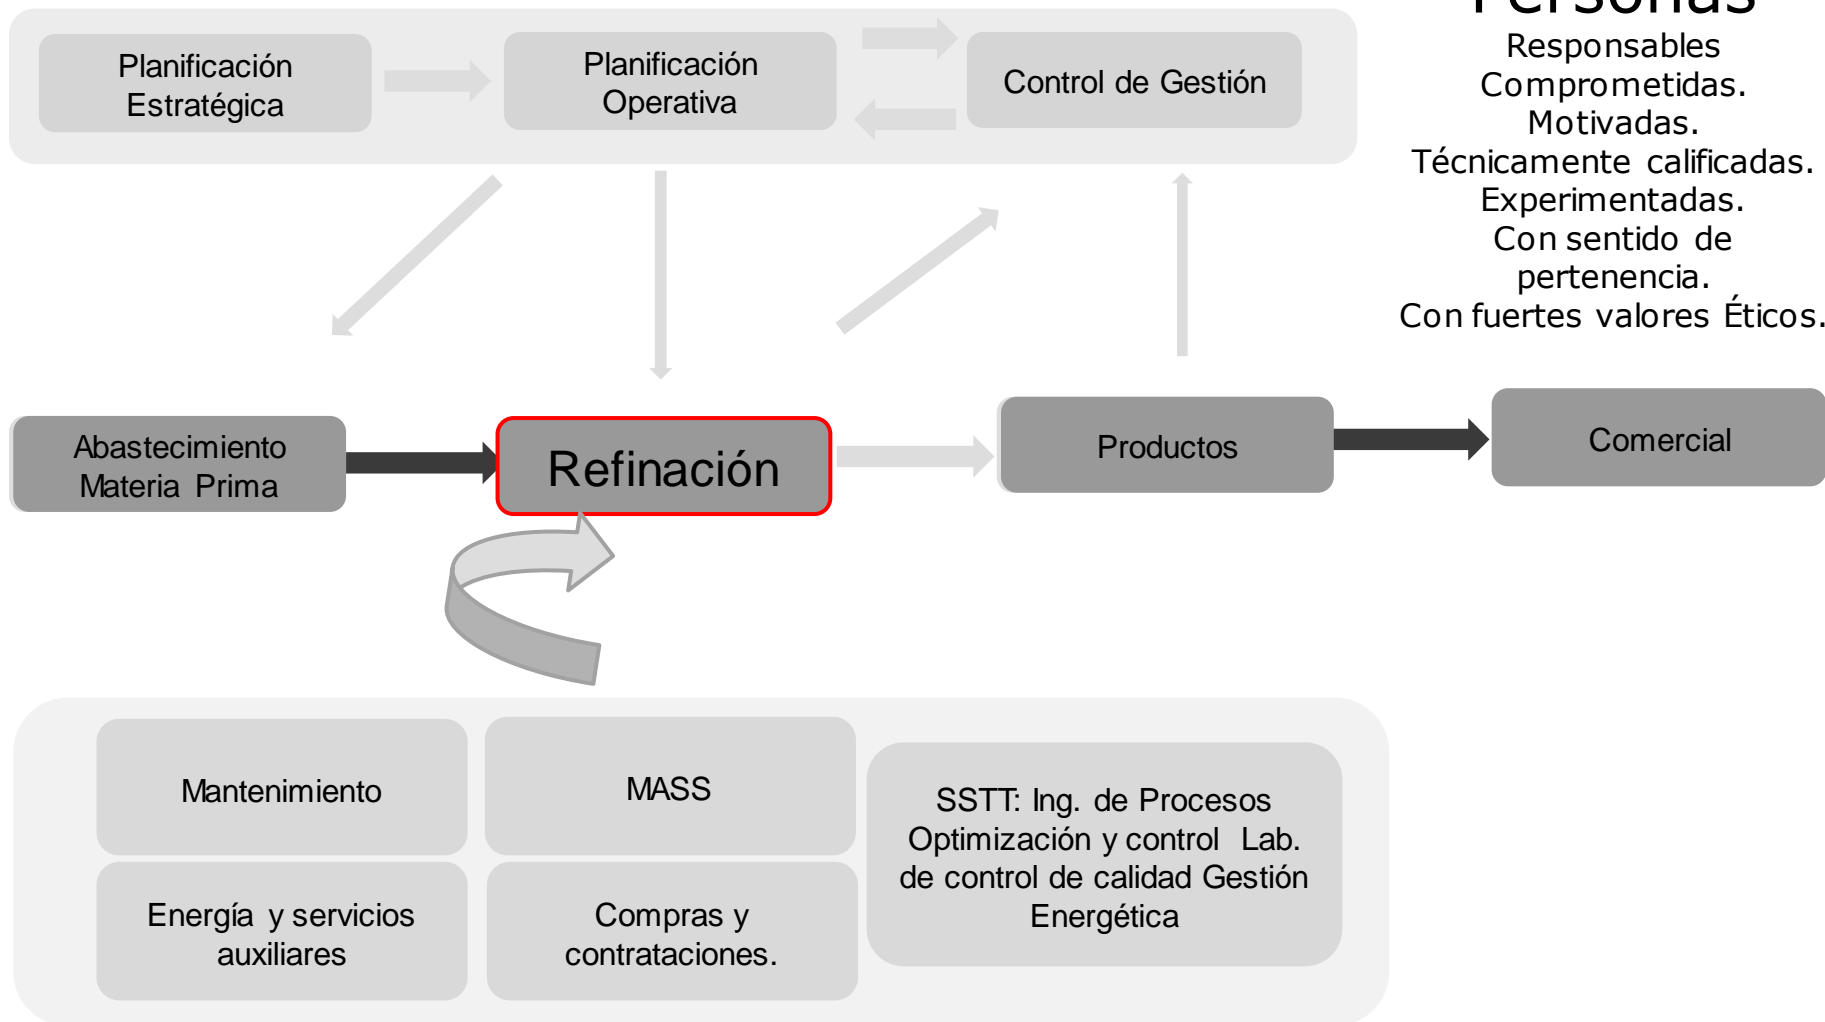 Personas
Responsables
Comprometidas.
Motivadas.
Técnicamente calificadas.
Experimentadas.
Con sentido de
pertenencia.
Con fuertes valores Éticos.
Planificación
Estratégica
Planificación
Operativa
Control de Gestión
Abastecimiento
Materia Prima
Refinación
Productos
Comercial
Mantenimiento
MASS
SSTT: Ing. de Procesos
Optimización y control Lab.
de control de calidad Gestión
Energética
Energía y servicios
auxiliares
Compras y
contrataciones.